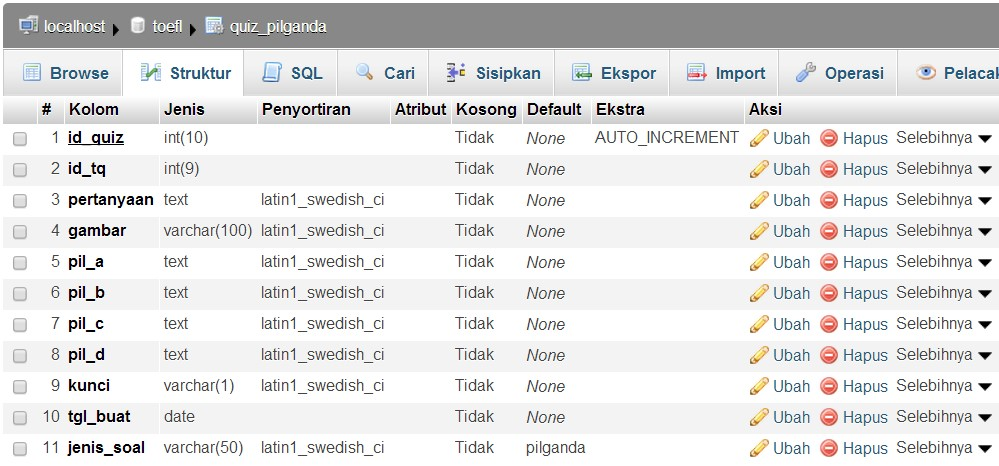 localhost toefl quiz_pilganda
Browse Struktur SQL Cari Sisipkan Ekspor Import Operasi Pelacak
# Kolom Jenis Penyortiran Atribut Kosong Default Ekstra Aksi
1 id_quiz int(10) Tidak None AUTO_INCREMENT Ubah Hapus Selebihnya
2 id_tq int(9) Tidak None Ubah Hapus Selebihnya
3 pertanyaan text latin1_swedish_ci Tidak None Ubah Hapus Selebihnya
4 gambar varchar(100) latin1_swedish_ci Tidak None Ubah Hapus Selebihnya
5 pil_a text latin1_swedish_ci Tidak None Ubah Hapus Selebihnya
6 pil_b text latin1_swedish_ci Tidak None Ubah Hapus Selebihnya
7 pil_c text latin1_swedish_ci Tidak None Ubah Hapus Selebihnya
8 pil_d text latin1_swedish_ci Tidak None Ubah Hapus Selebihnya
9 kunci varchar(1) latin1_swedish_ci Tidak None Ubah Hapus Selebihnya
10 tgl_buat date Tidak None Ubah Hapus Selebihnya
11 jenis_soal varchar(50) latin1_swedish_ci Tidak pilganda Ubah Hapus Selebihnya